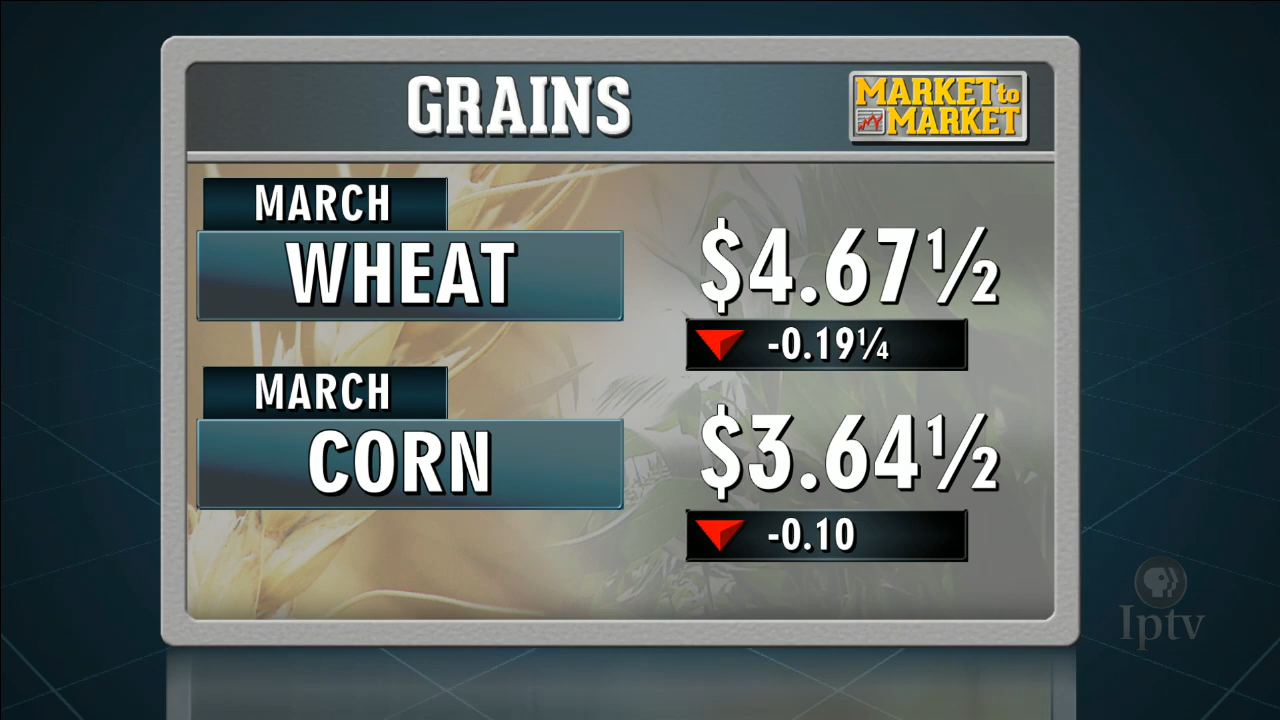 GRAINS
MARKET to
MARKET
MARCH
WHEAT
$4.67½
-0.19¼
MARCH
CORN
$3.64½
-0.10
Iptv